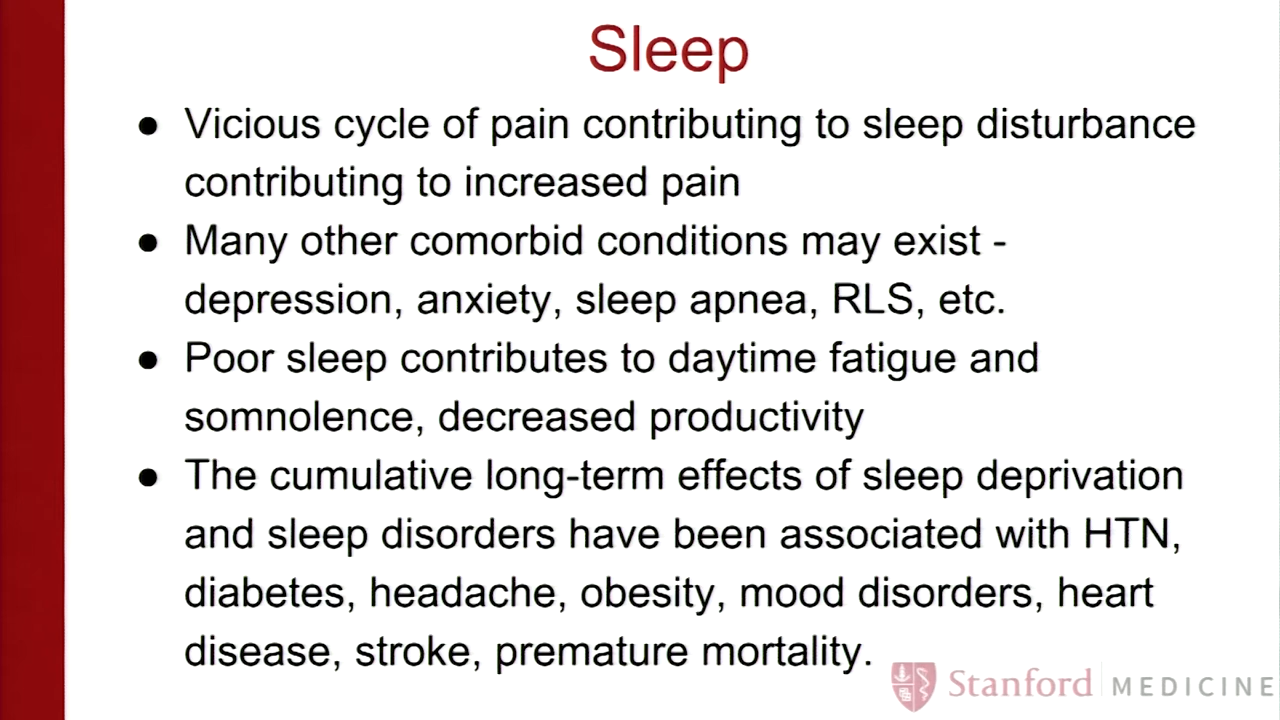 Sleep
● Vicious cycle of pain contributing to sleep disturbance
contributing to increased pain
● Many other comorbid conditions may exist -
depression, anxiety, sleep apnea, RLS, etc.
● Poor sleep contributes to daytime fatigue and
somnolence, decreased productivity
● The cumulative long-term effects of sleep deprivation
and sleep disorders have been associated with HTN,
diabetes, headache, obesity, mood disorders, heart
disease, stroke, premature mortality.
Stanford MEDICINE